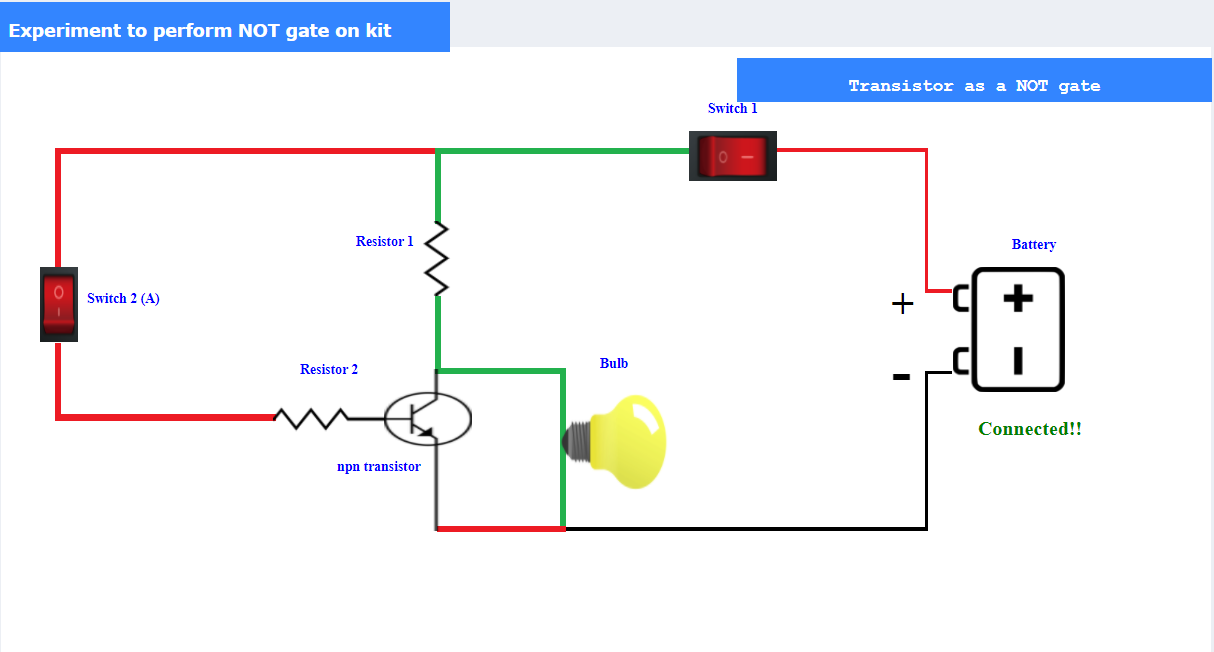 Experiment to perform NOT gate on kit
Transistor as a NOT gate
Switch 1
Resistor 1
Battery
Switch 2 (A)
+
-
Resistor 2
Bulb
Connected!!
npn transistor